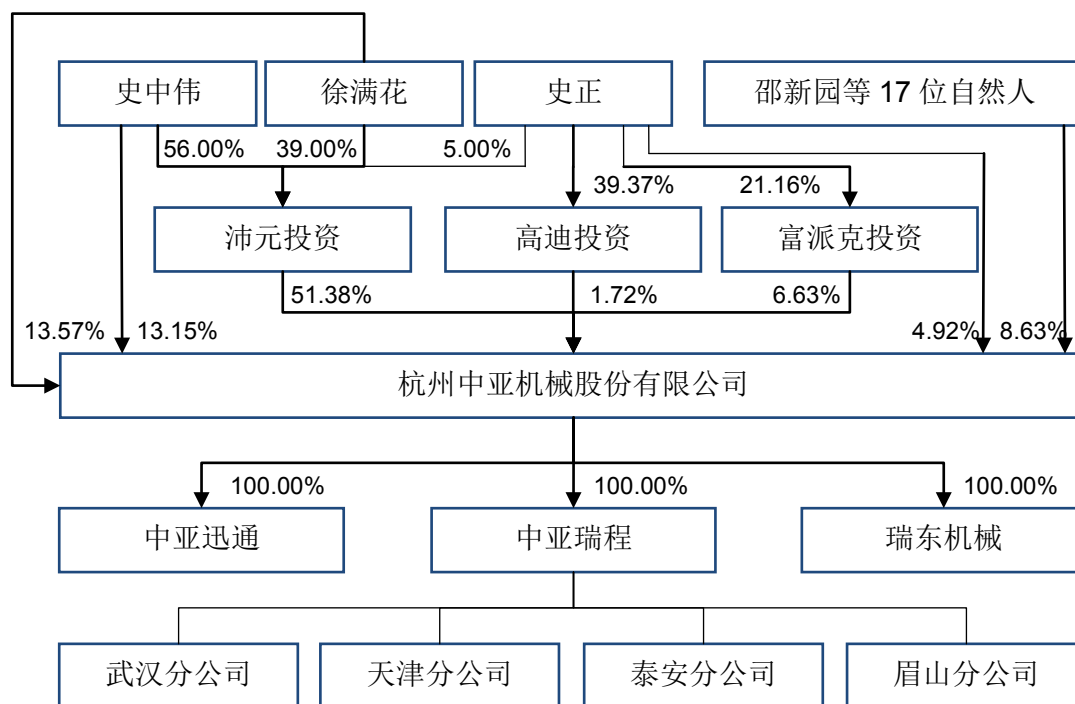 史中伟
徐满花
史正
邵新园等 17 位自然人
56.00%
39.00%
5.00%
39.37%
21.16%
沛元投资
高迪投资
富派克投资
51.38%
1.72%
6.63%
13.57%
13.15%
4.92%
8.63%
杭州中亚机械股份有限公司
100.00%
100.00%
100.00%
中亚迅通
中亚瑞程
瑞东机械
武汉分公司
天津分公司
泰安分公司
眉山分公司